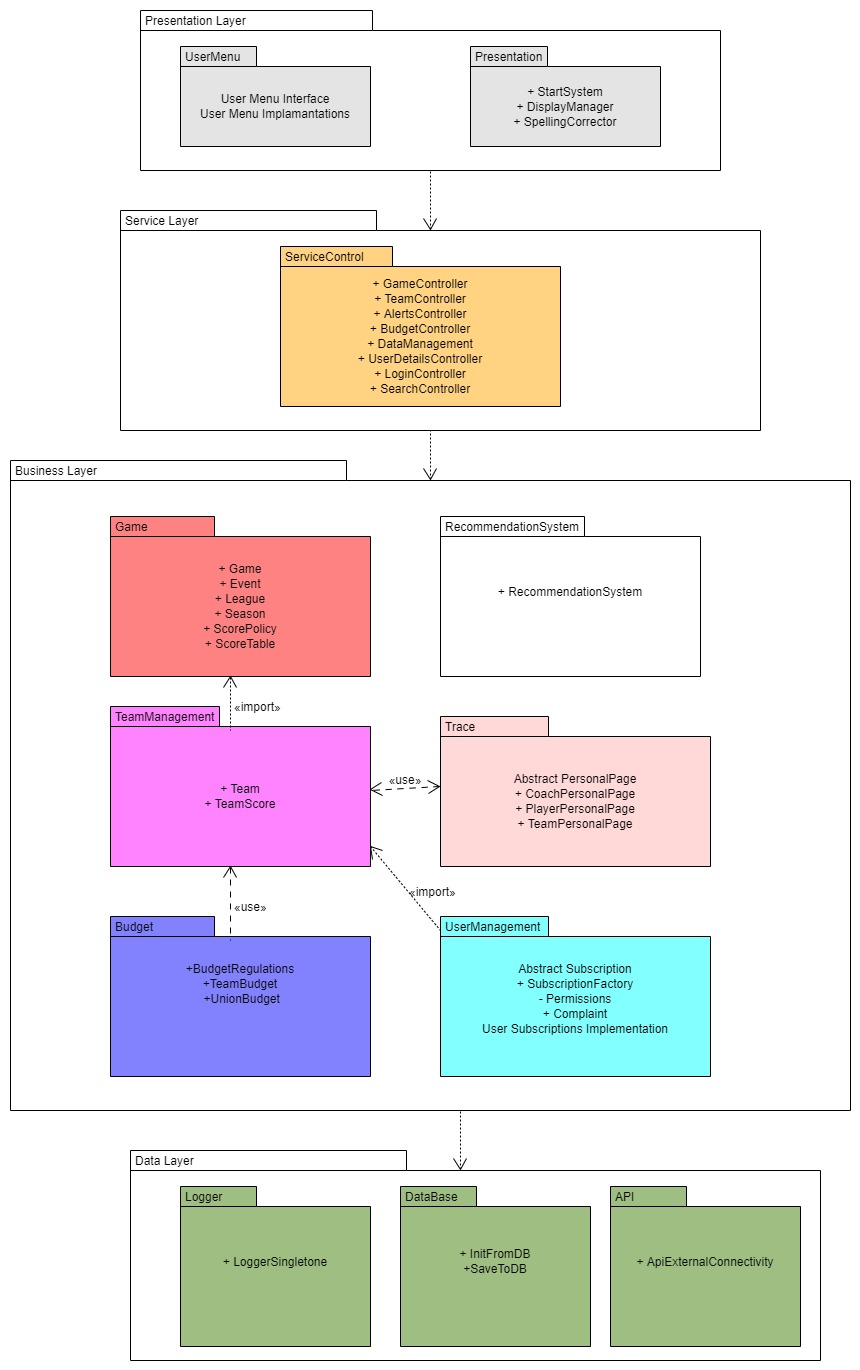 Presentation Layer
UserMenu
User Menu Interface
User Menu Implamantations
Presentation
+ StartSystem
+ DisplayManager
+ SpellingCorrector
Service Layer
ServiceControl
+ GameController
+ TeamController
+ AlertsController
+ BudgetController
+ DataManagement
+ UserDetailsController
+ LoginController
+ SearchController
Business Layer
Game
+ Game
+ Event
+ League
+ Season
+ ScorePolicy
+ ScoreTable
RecommendationSystem
+ RecommendationSystem
«import»
TeamManagement
+ Team
+ TeamScore
«use»
Trace
Abstract PersonalPage
+ CoachPersonalPage
+ PlayerPersonalPage
+ TeamPersonalPage
«import»
«use»
Budget
+BudgetRegulations
+TeamBudget
+UnionBudget
UserManagement
Abstract Subscription
+ SubscriptionFactory
- Permissions
+ Complaint
User Subscriptions Implementation
Data Layer
Logger
+ LoggerSingletone
DataBase
+ InitFromDB
+SaveToDB
API
+ ApiExternalConnectivity